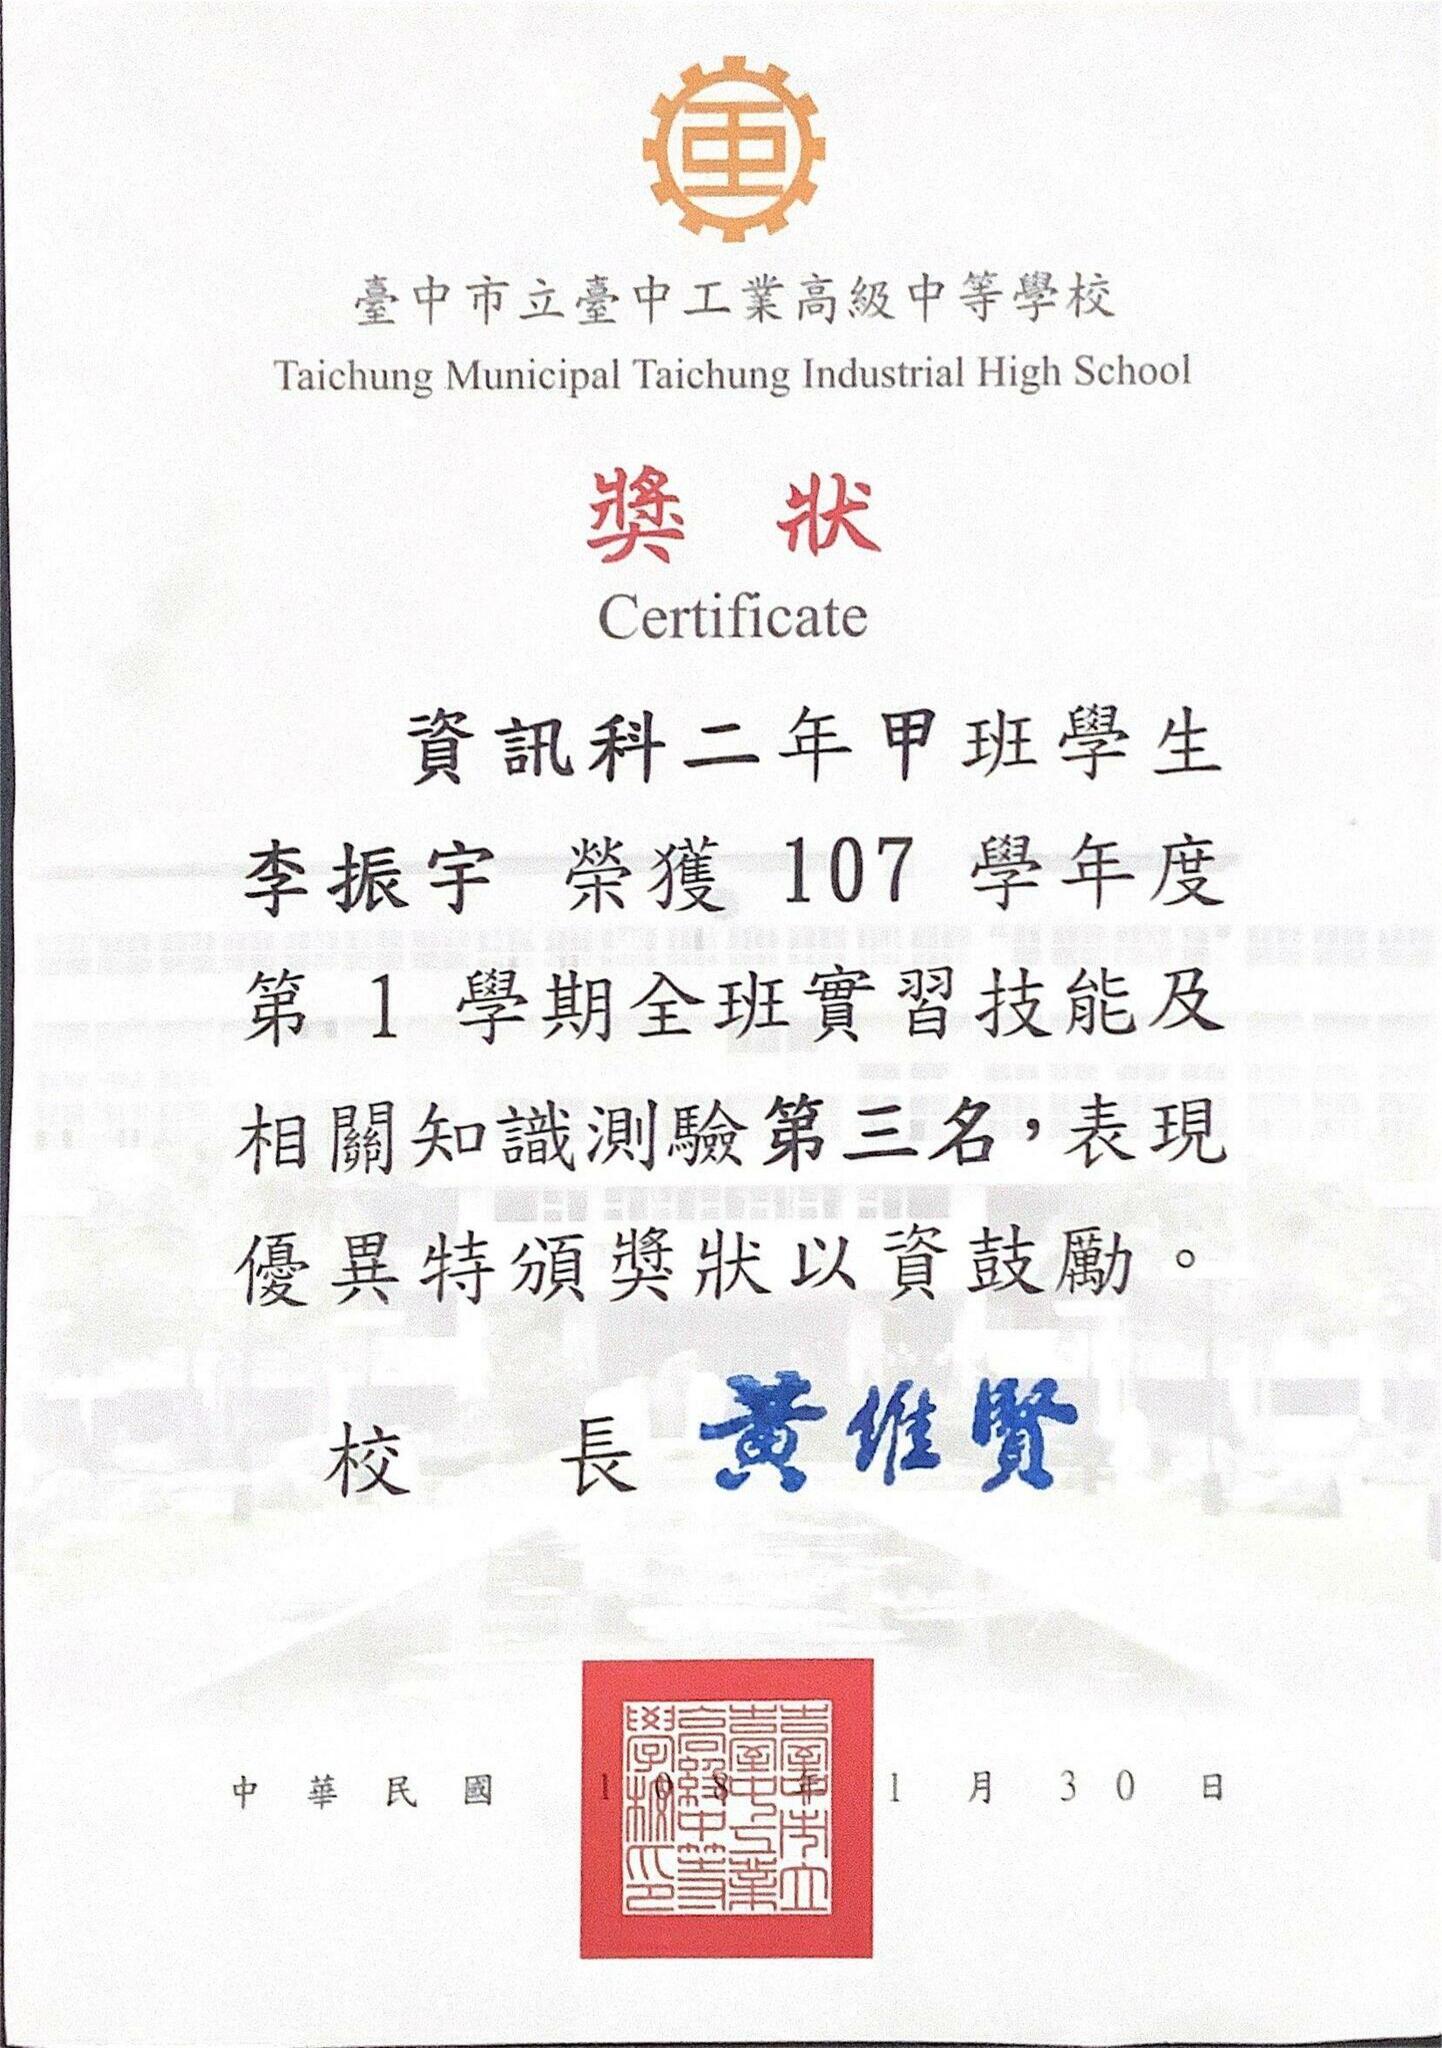 臺中市立臺中工業高級中等學校
Taichung Municipal Taichung Industrial High School
獎狀
Certificate
資訊科二年甲班學生
李振宇 榮獲 107 學年度
第 1 學期全班實習技能及
相關知識測驗第三名，表現
優異特頒獎狀以資鼓勵。
校長 黃維賢
中華民國 108 年 1 月 30 日
臺中市立
臺中工業
高級中等
學校印